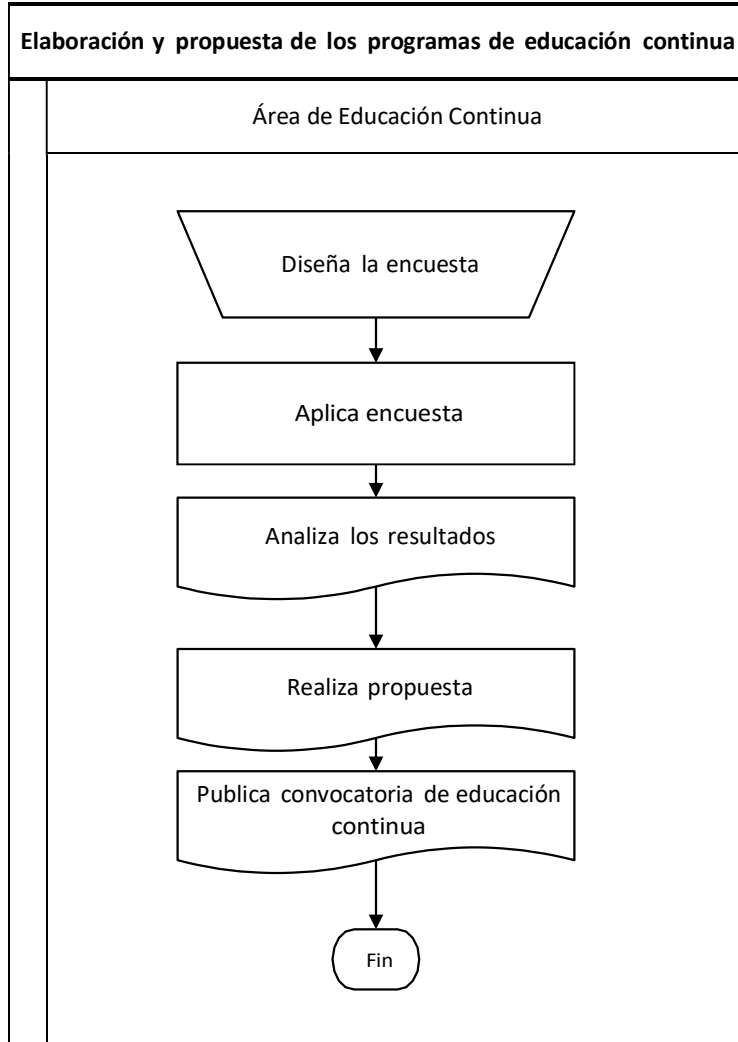 Elaboración y propuesta de los programas de educación continua
Área de Educación Continua
Diseña la encuesta
Aplica encuesta
Analiza los resultados
Realiza propuesta
Publica convocatoria de educación
continua
Fin